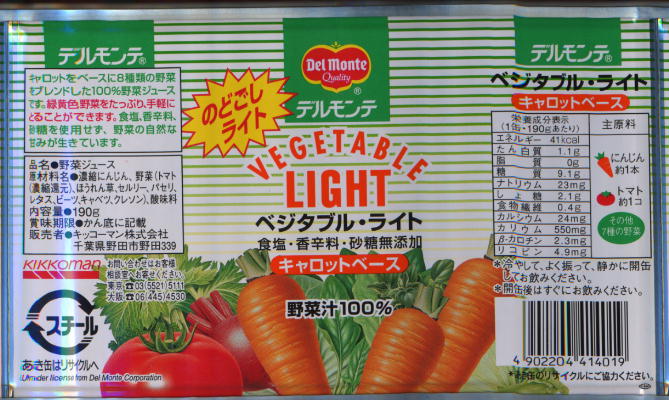 デルモンテ®
キャロットをベースに8種類の野菜
をブレンドした100%野菜ジュース
です。緑黄色野菜をたっぷり、手軽に
とることができます。食塩、香辛料、
砂糖を使用せず、野菜の自然な
甘みが生きています。
品名●野菜ジュース
原材料名●濃縮にんじん、野菜(トマト
(濃縮還元)、ほうれん草、セルリー、パセリ、
レタス、ビーツ、キャベツ、クレソン)、酸味料
内容量●190g
賞味期限●かん底に記載
販売者●キッコーマン株式会社
千葉県野田市野田339
KIKKOMAN
お問い合わせはお客様
相談室へお寄せください。
東京☎03(5521)5111
大阪☎06(445)4530
スチール
あき缶はリサイクルへ
Under license from Del Monte Corporation
Del Monte
Quality
®
デルモンテ
のどごし
ライト
VEGETABLE
LIGHT
ベジタブル・ライト
食塩・香辛料・砂糖無添加
キャロットベース
野菜汁100%
デルモンテ®
ベジタブル・ライト
キャロットベース
栄養成分表示
(1缶・190gあたり)
エネルギー 41kcal
たん白質 1.1g
脂質 0g
糖質 9.1g
ナトリウム 23mg
しょ糖 2.1g
食物繊維 0.4g
カルシウム 24mg
カリウム 550mg
β-カロチン 2.3mg
リコピン 4.9mg
主原料
にんじん
約1本
トマト
約1コ
その他
7種の野菜
*冷やして、よく振って、静かに開缶
してお飲みください。
*開缶後はすぐにお飲みください。
4 902204 414019
*あき缶のリサイクルにご協力ください。